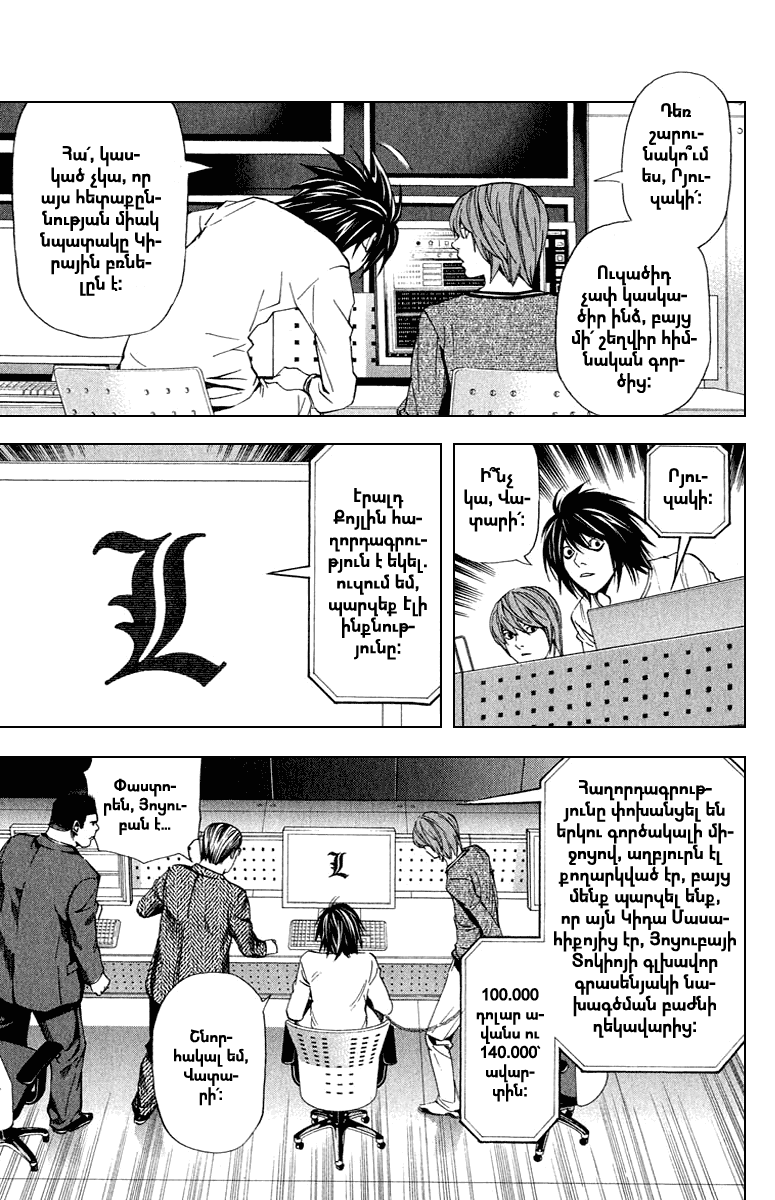 Դեռ
շարու-
նակո՞ւմ
ես, Րյու-
զակի՛:
Ուզածիդ
չափ կասկա-
ծիր ինձ, բայց
մի՛ շեղվիր հիմ-
նական գոր-
ծից:
Հա՛, կաս-
կած չկա, որ
այս հետաքըն-
նության միակ
նպատակը Կի-
րային բռնե-
լըն է:
Րյու-
զակի:
Ի՞նչ
կա, Վա-
տարի՛:
Էրալդ
Քոյլին հա-
ղորդագրու-
թյուն է եկել.
ուզում եմ,
պարզեք էլի
ինքնութ-
յունը:
Հաղորդագրութ-
յունը փոխանցել են
երկու գործակալի մի-
ջոցով, աղբյուրն էլ
քողարկված էր, բայց
մենք պարզել ենք,
որ այն Կիդա Մասա-
հիքոյից էր, Յոցուբայի
Տոկիոյի գլխավոր
գրասենյակի նա-
խագծման բաժնի
ղեկավարից:
Փաստո-
րեն, Յոցու-
բան է...
100.000
դոլար ա-
վանս ու
140.000՝
ավար-
տին:
Շնոր-
հակալ եմ,
Վատա-
րի՛:
L
L